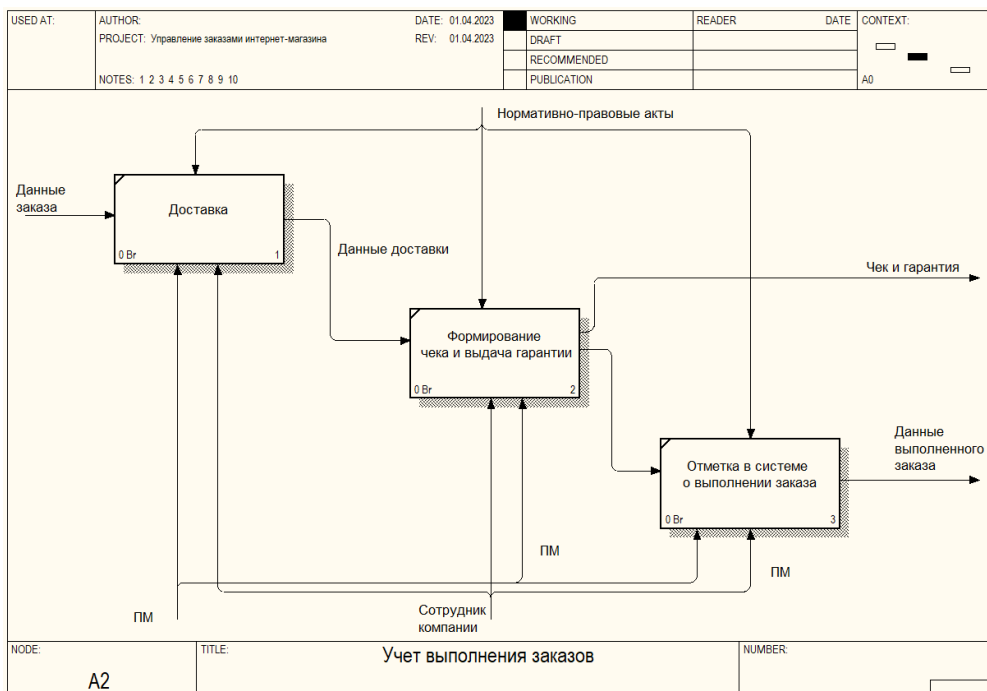 USED AT:
AUTHOR:
DATE: 01.04.2023
WORKING
READER
DATE
CONTEXT:
PROJECT: Управление заказами интернет-магазина
REV: 01.04.2023
DRAFT
RECOMMENDED
NOTES: 1 2 3 4 5 6 7 8 9 10
PUBLICATION
A0
Нормативно-правовые акты
Данные
заказа
Доставка
0 Br
1
Данные доставки
Чек и гарантия
Формирование
чека и выдача гарантии
0 Br
2
Данные
выполненного
заказа
Отметка в системе
о выполнении заказа
0 Br
3
ПМ
ПМ
ПМ
Сотрудник
компании
NODE:
TITLE:
Учет выполнения заказов
NUMBER:
A2